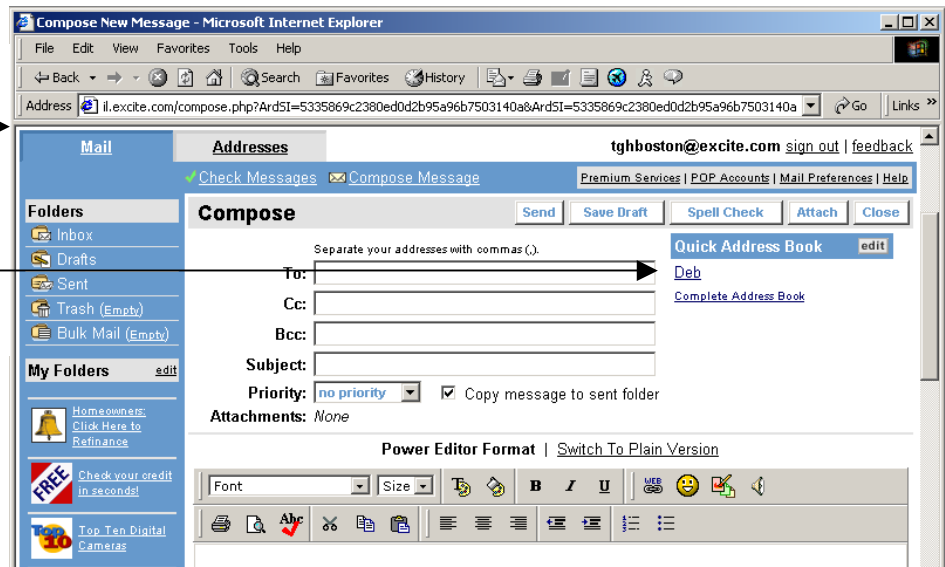 Compose New Message - Microsoft Internet Explorer
File Edit View Favorites Tools Help
Back Search Favorites History
Address il.excite.com/compose.php?ArdSI=5335869c2380ed0d2b95a96b7503140a&ArdSI=5335869c2380ed0d2b95a96b7503140a Go Links »
Mail Addresses tghboston@excite.com sign out | feedback
Check Messages Compose Message Premium Services | POP Accounts | Mail Preferences | Help
Folders Compose Send Save Draft Spell Check Attach Close
Inbox Separate your addresses with commas (,). Quick Address Book edit
Drafts To: Deb
Sent Cc: Complete Address Book
Trash (Empty)
Bulk Mail (Empty) Bcc:
My Folders edit Subject:
Priority: no priority Copy message to sent folder
Homeowners: Attachments: None
Click Here to
Refinance
Power Editor Format | Switch To Plain Version
FREE Check your credit
in seconds!
Font Size B I U WEB
Top 10 Top Ten Digital
Cameras
Abc